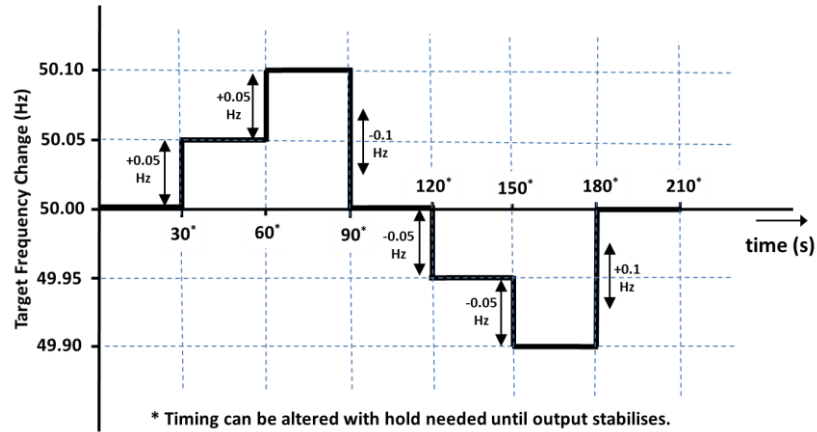 Target Frequency Change (Hz)
50.10
50.05
50.00
49.95
49.90
+0.05
Hz
+0.05
Hz
-0.1
Hz
30*
60*
90*
120*
150*
180*
210*
-0.05
Hz
-0.05
Hz
+0.1
Hz
time (s)
* Timing can be altered with hold needed until output stabilises.